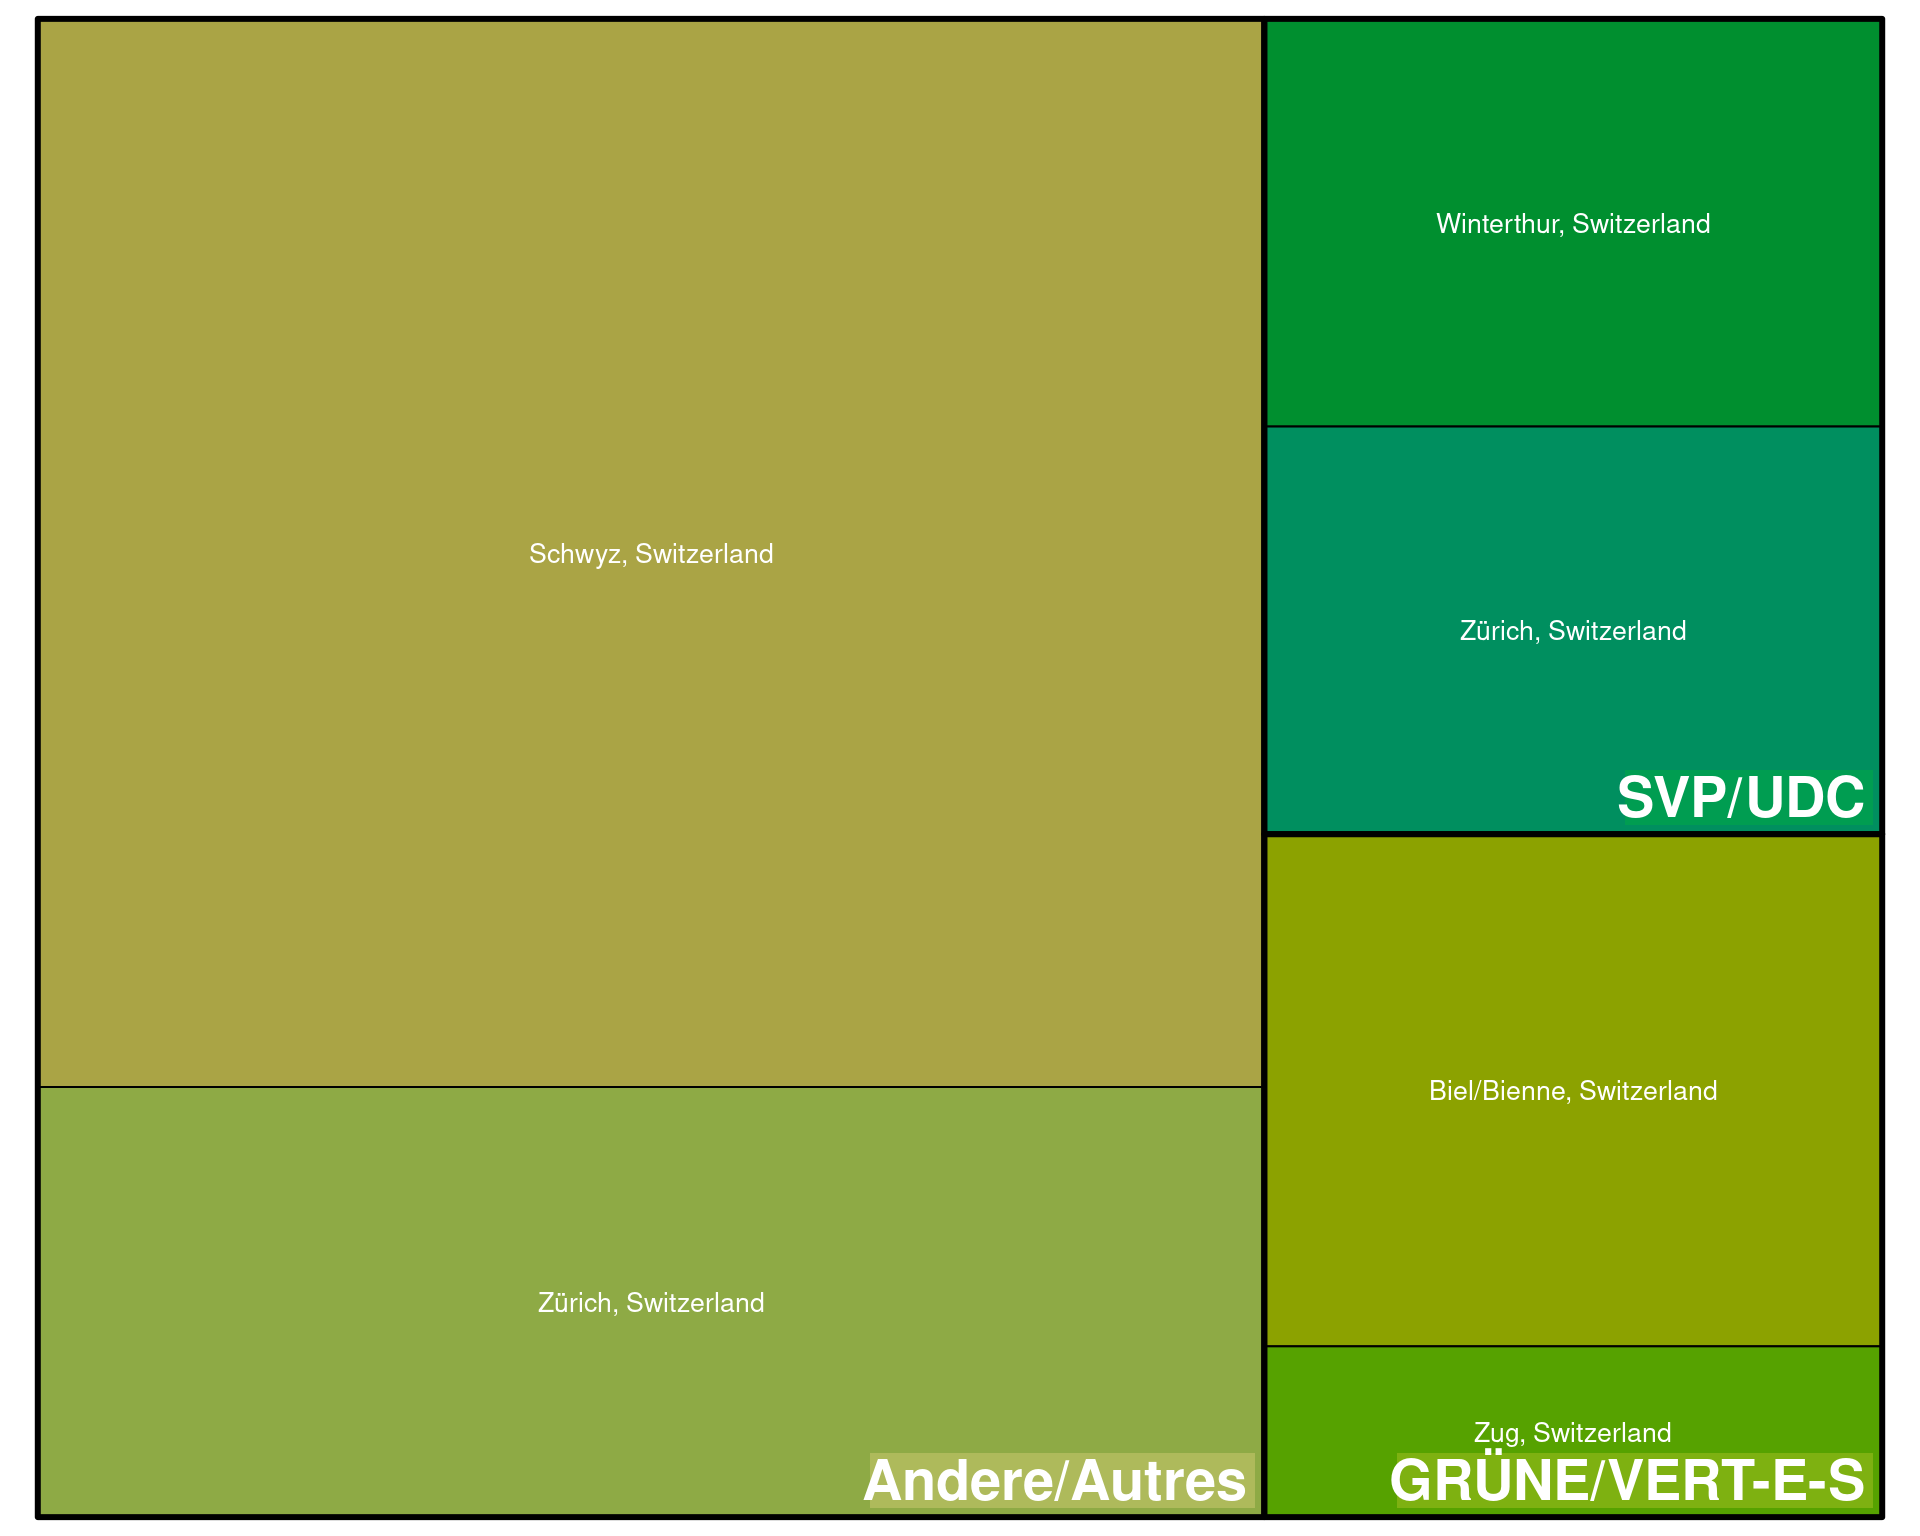 Schwyz, Switzerland
Zürich, Switzerland
Andere/Autres
Winterthur, Switzerland
Zürich, Switzerland
SVP/UDC
Biel/Bienne, Switzerland
Zug, Switzerland
GRÜNE/VERT-E-S